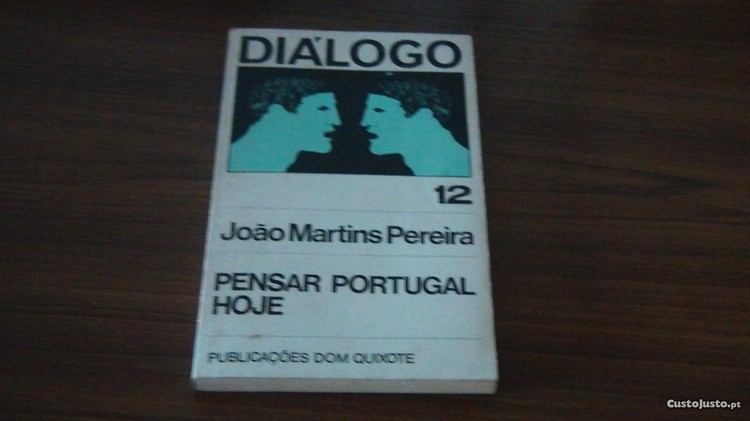 DIÁLOGO
12
João Martins Pereira
PENSAR PORTUGAL
HOJE
PUBLICAÇÕES DOM QUIXOTE
CustoJusto.pt